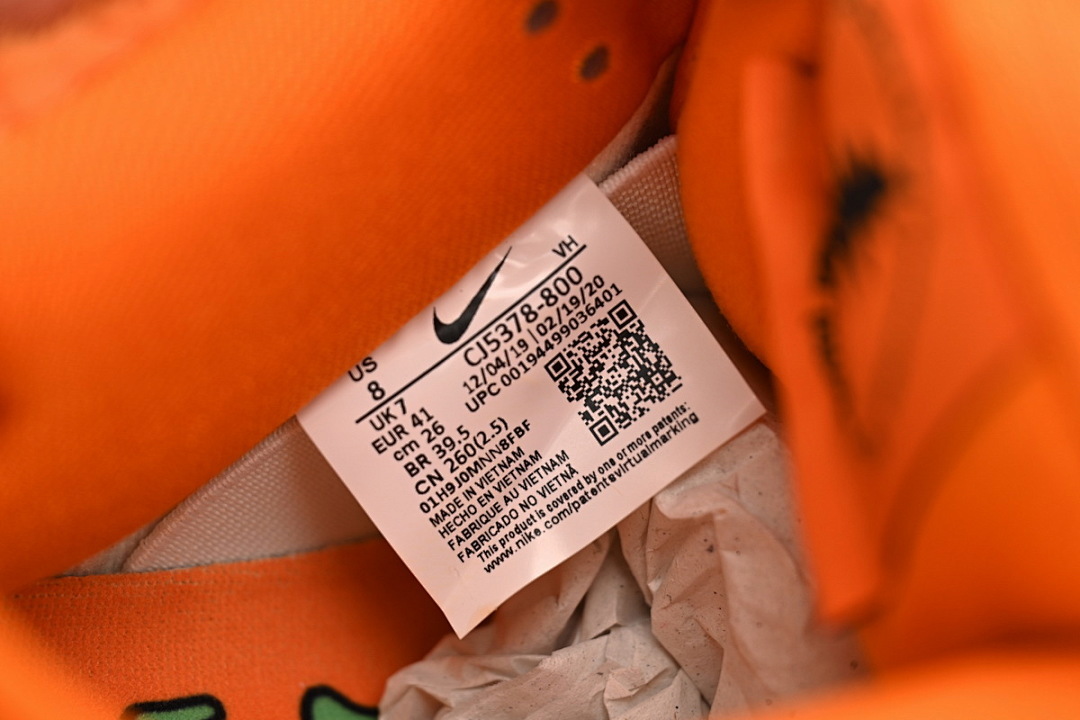 VH
US
8
CJ5378-800
12/04/19 | 02/19/20
UPC 00194499036401
UK 7
EUR 41
cm 26
BR 39.5
CN 260(2.5)
01H9J0MNN8FBF
MADE IN VIETNAM
HECHO EN VIETNAM
FABRIQUE AU VIETNAM
FABRICADO NO VIETNÃ
This product is covered by one or more patents:
www.nike.com/patentsvirtualmarking